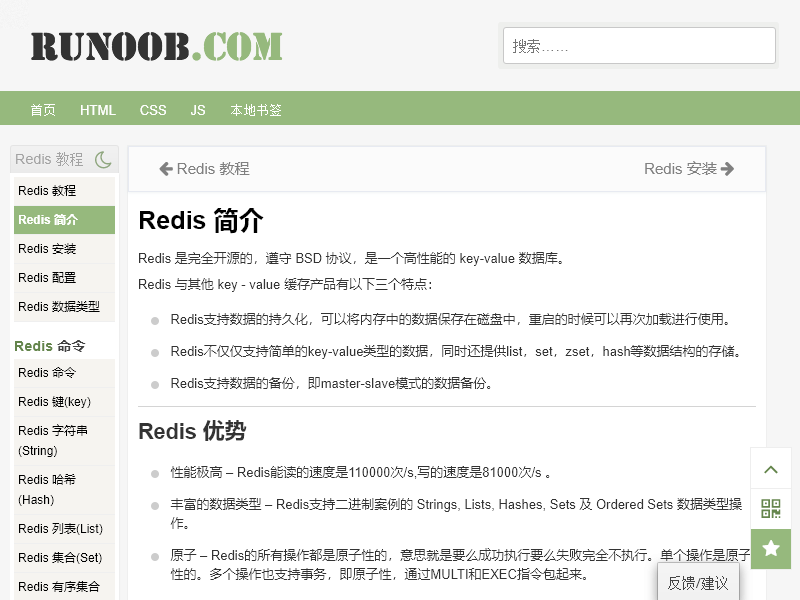 RUNOOB.COM
搜索……
首页 HTML CSS JS 本地书签
Redis 教程
Redis 教程
Redis 简介
Redis 安装
Redis 配置
Redis 数据类型
Redis 命令
Redis 命令
Redis 键(key)
Redis 字符串
(String)
Redis 哈希
(Hash)
Redis 列表(List)
Redis 集合(Set)
Redis 有序集合
Redis 教程 Redis 安装
Redis 简介
Redis 是完全开源的，遵守 BSD 协议，是一个高性能的 key-value 数据库。
Redis 与其他 key - value 缓存产品有以下三个特点：
Redis支持数据的持久化，可以将内存中的数据保存在磁盘中，重启的时候可以再次加载进行使用。
Redis不仅仅支持简单的key-value类型的数据，同时还提供list，set，zset，hash等数据结构的存储。
Redis支持数据的备份，即master-slave模式的数据备份。
Redis 优势
性能极高 – Redis能读的速度是110000次/s,写的速度是81000次/s 。
丰富的数据类型 – Redis支持二进制案例的 Strings, Lists, Hashes, Sets 及 Ordered Sets 数据类型操
作。
原子 – Redis的所有操作都是原子性的，意思就是要么成功执行要么失败完全不执行。单个操作是原子
性的。多个操作也支持事务，即原子性，通过MULTI和EXEC指令包起来。
反馈/建议